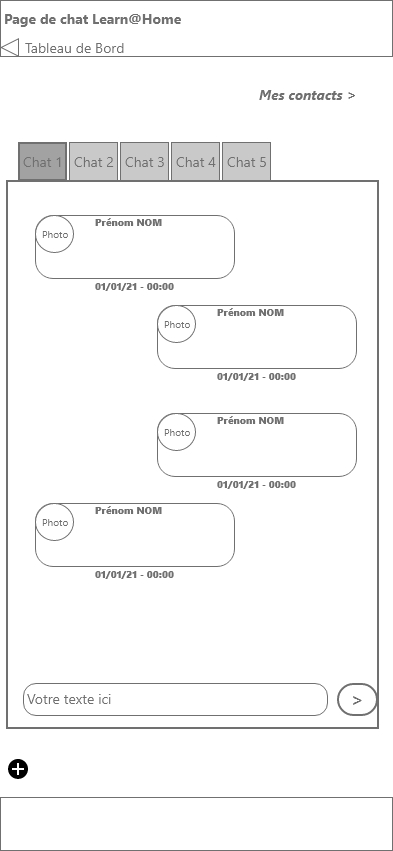 Page de chat Learn@Home
Tableau de Bord
Mes contacts >
Chat 1 Chat 2 Chat 3 Chat 4 Chat 5
Prénom NOM
Photo
01/01/21 - 00:00
Prénom NOM
Photo
01/01/21 - 00:00
Prénom NOM
Photo
01/01/21 - 00:00
Prénom NOM
Photo
01/01/21 - 00:00
Votre texte ici >